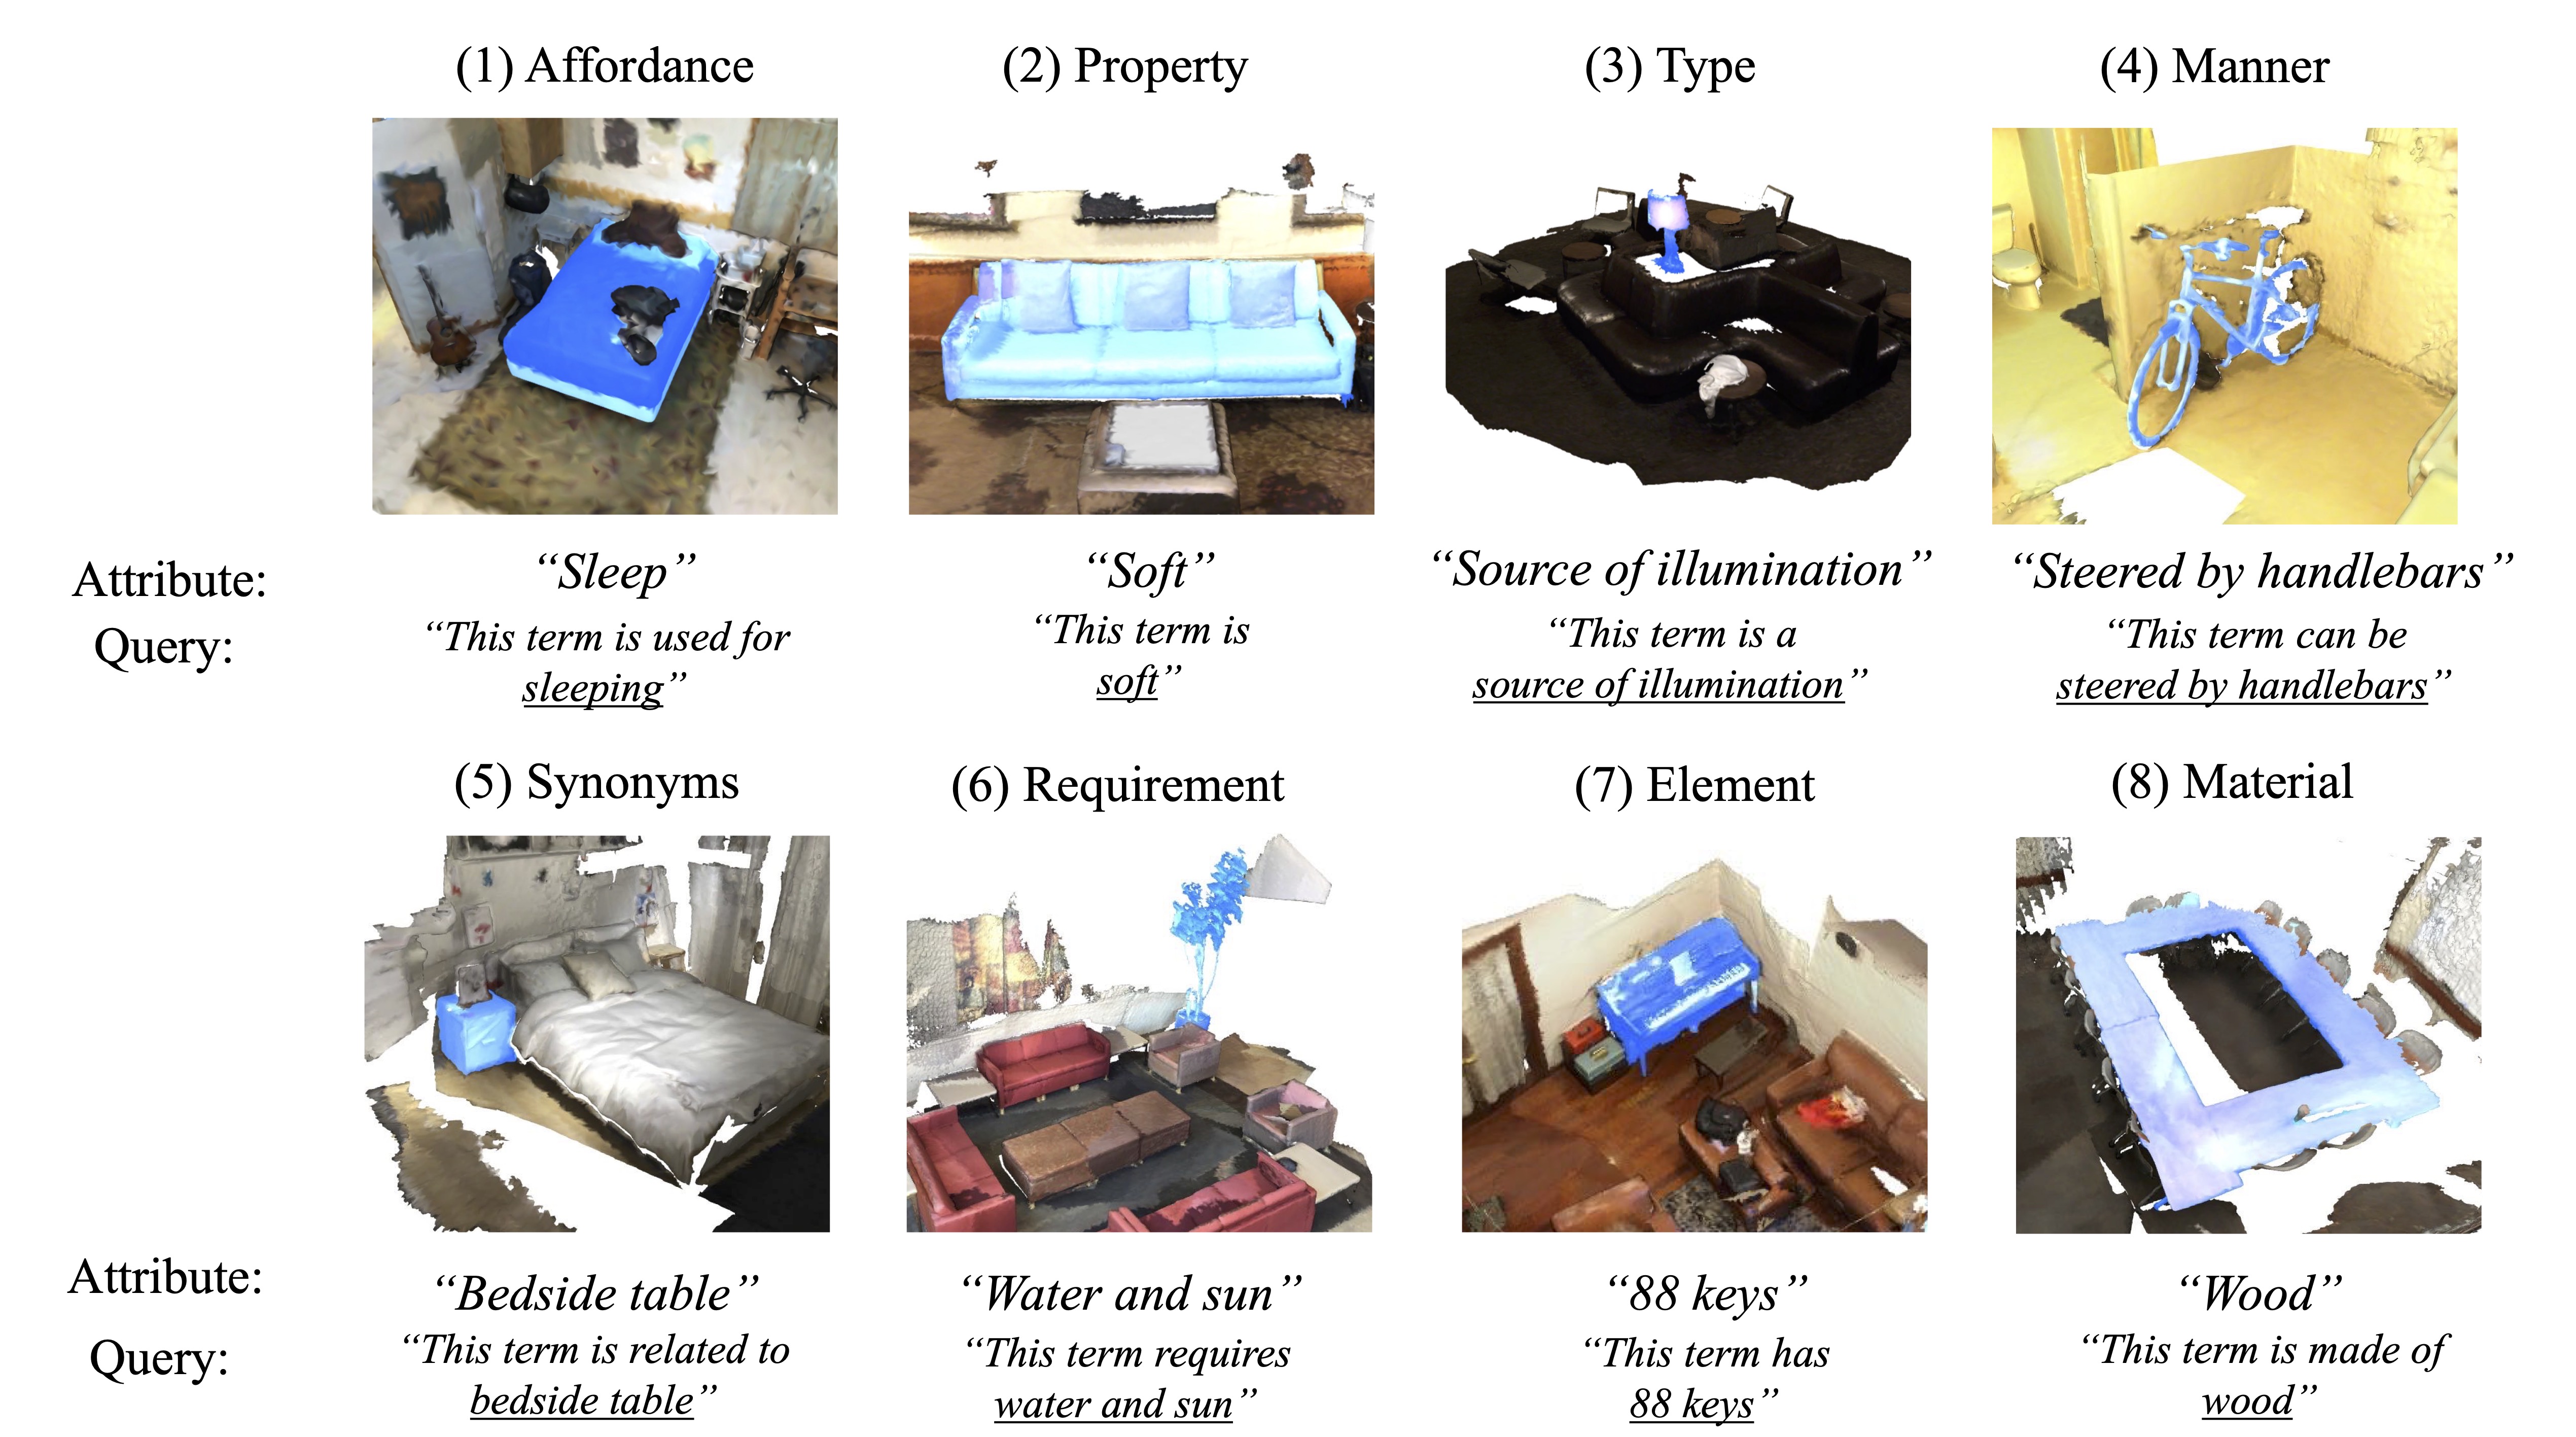 (1) Affordance
(2) Property
(3) Type
(4) Manner
Attribute:
“Sleep”
“Soft”
“Source of illumination”
“Steered by handlebars”
Query:
“This term is used for
sleeping”
“This term is
soft”
“This term is a
source of illumination”
“This term can be
steered by handlebars”
(5) Synonyms
(6) Requirement
(7) Element
(8) Material
Attribute:
“Bedside table”
“Water and sun”
“88 keys”
“Wood”
Query:
“This term is related to
bedside table”
“This term requires
water and sun”
“This term has
88 keys”
“This term is made of
wood”